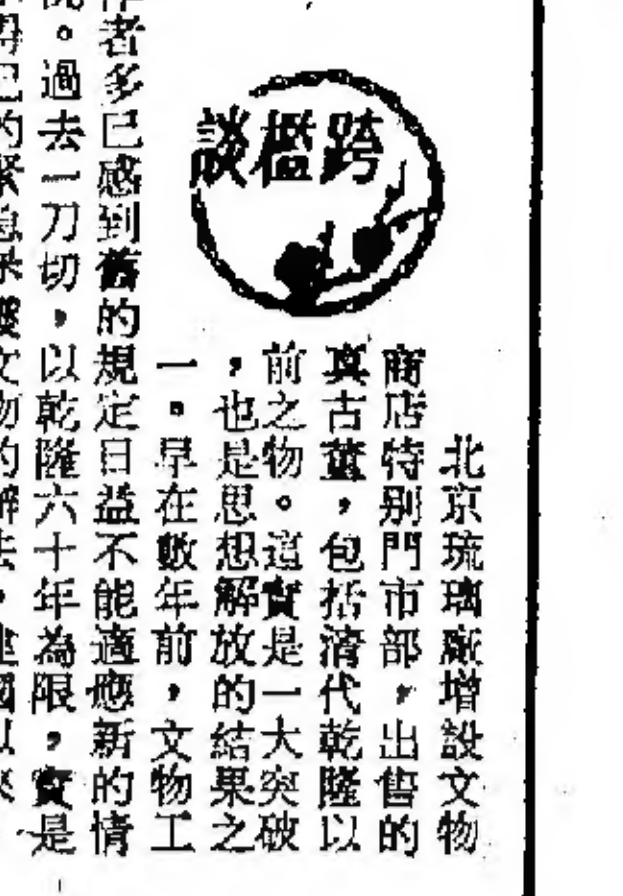 跨檻談
北京琉璃廠增設文物
商店特别門市部，出售的
真古董，包括清代乾隆以
前之物。這實是一大突破
，也是思想解放的結果之
一。早在數年前，文物工
作者多已感到舊的規定日益不能適應新的情
。過去一刀切，以乾隆六十年為限，實是